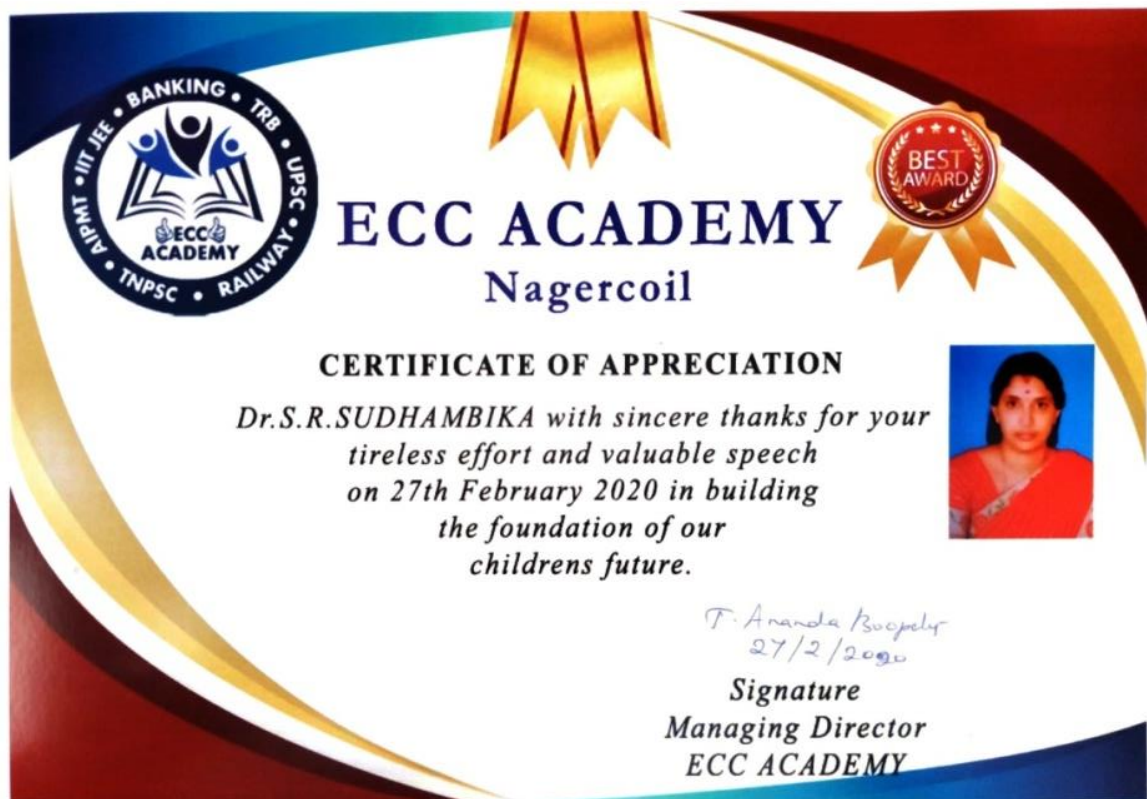 AIPMT • IIT JEE • BANKING • TRB • UPSC • RAILWAY • TNPSC •
ECC
ACADEMY
BEST
AWARD
ECC ACADEMY
Nagercoil
CERTIFICATE OF APPRECIATION
Dr.S.R.SUDHAMBIKA with sincere thanks for your
tireless effort and valuable speech
on 27th February 2020 in building
the foundation of our
childrens future.
T. Ananda
27/2/2020
Signature
Managing Director
ECC ACADEMY